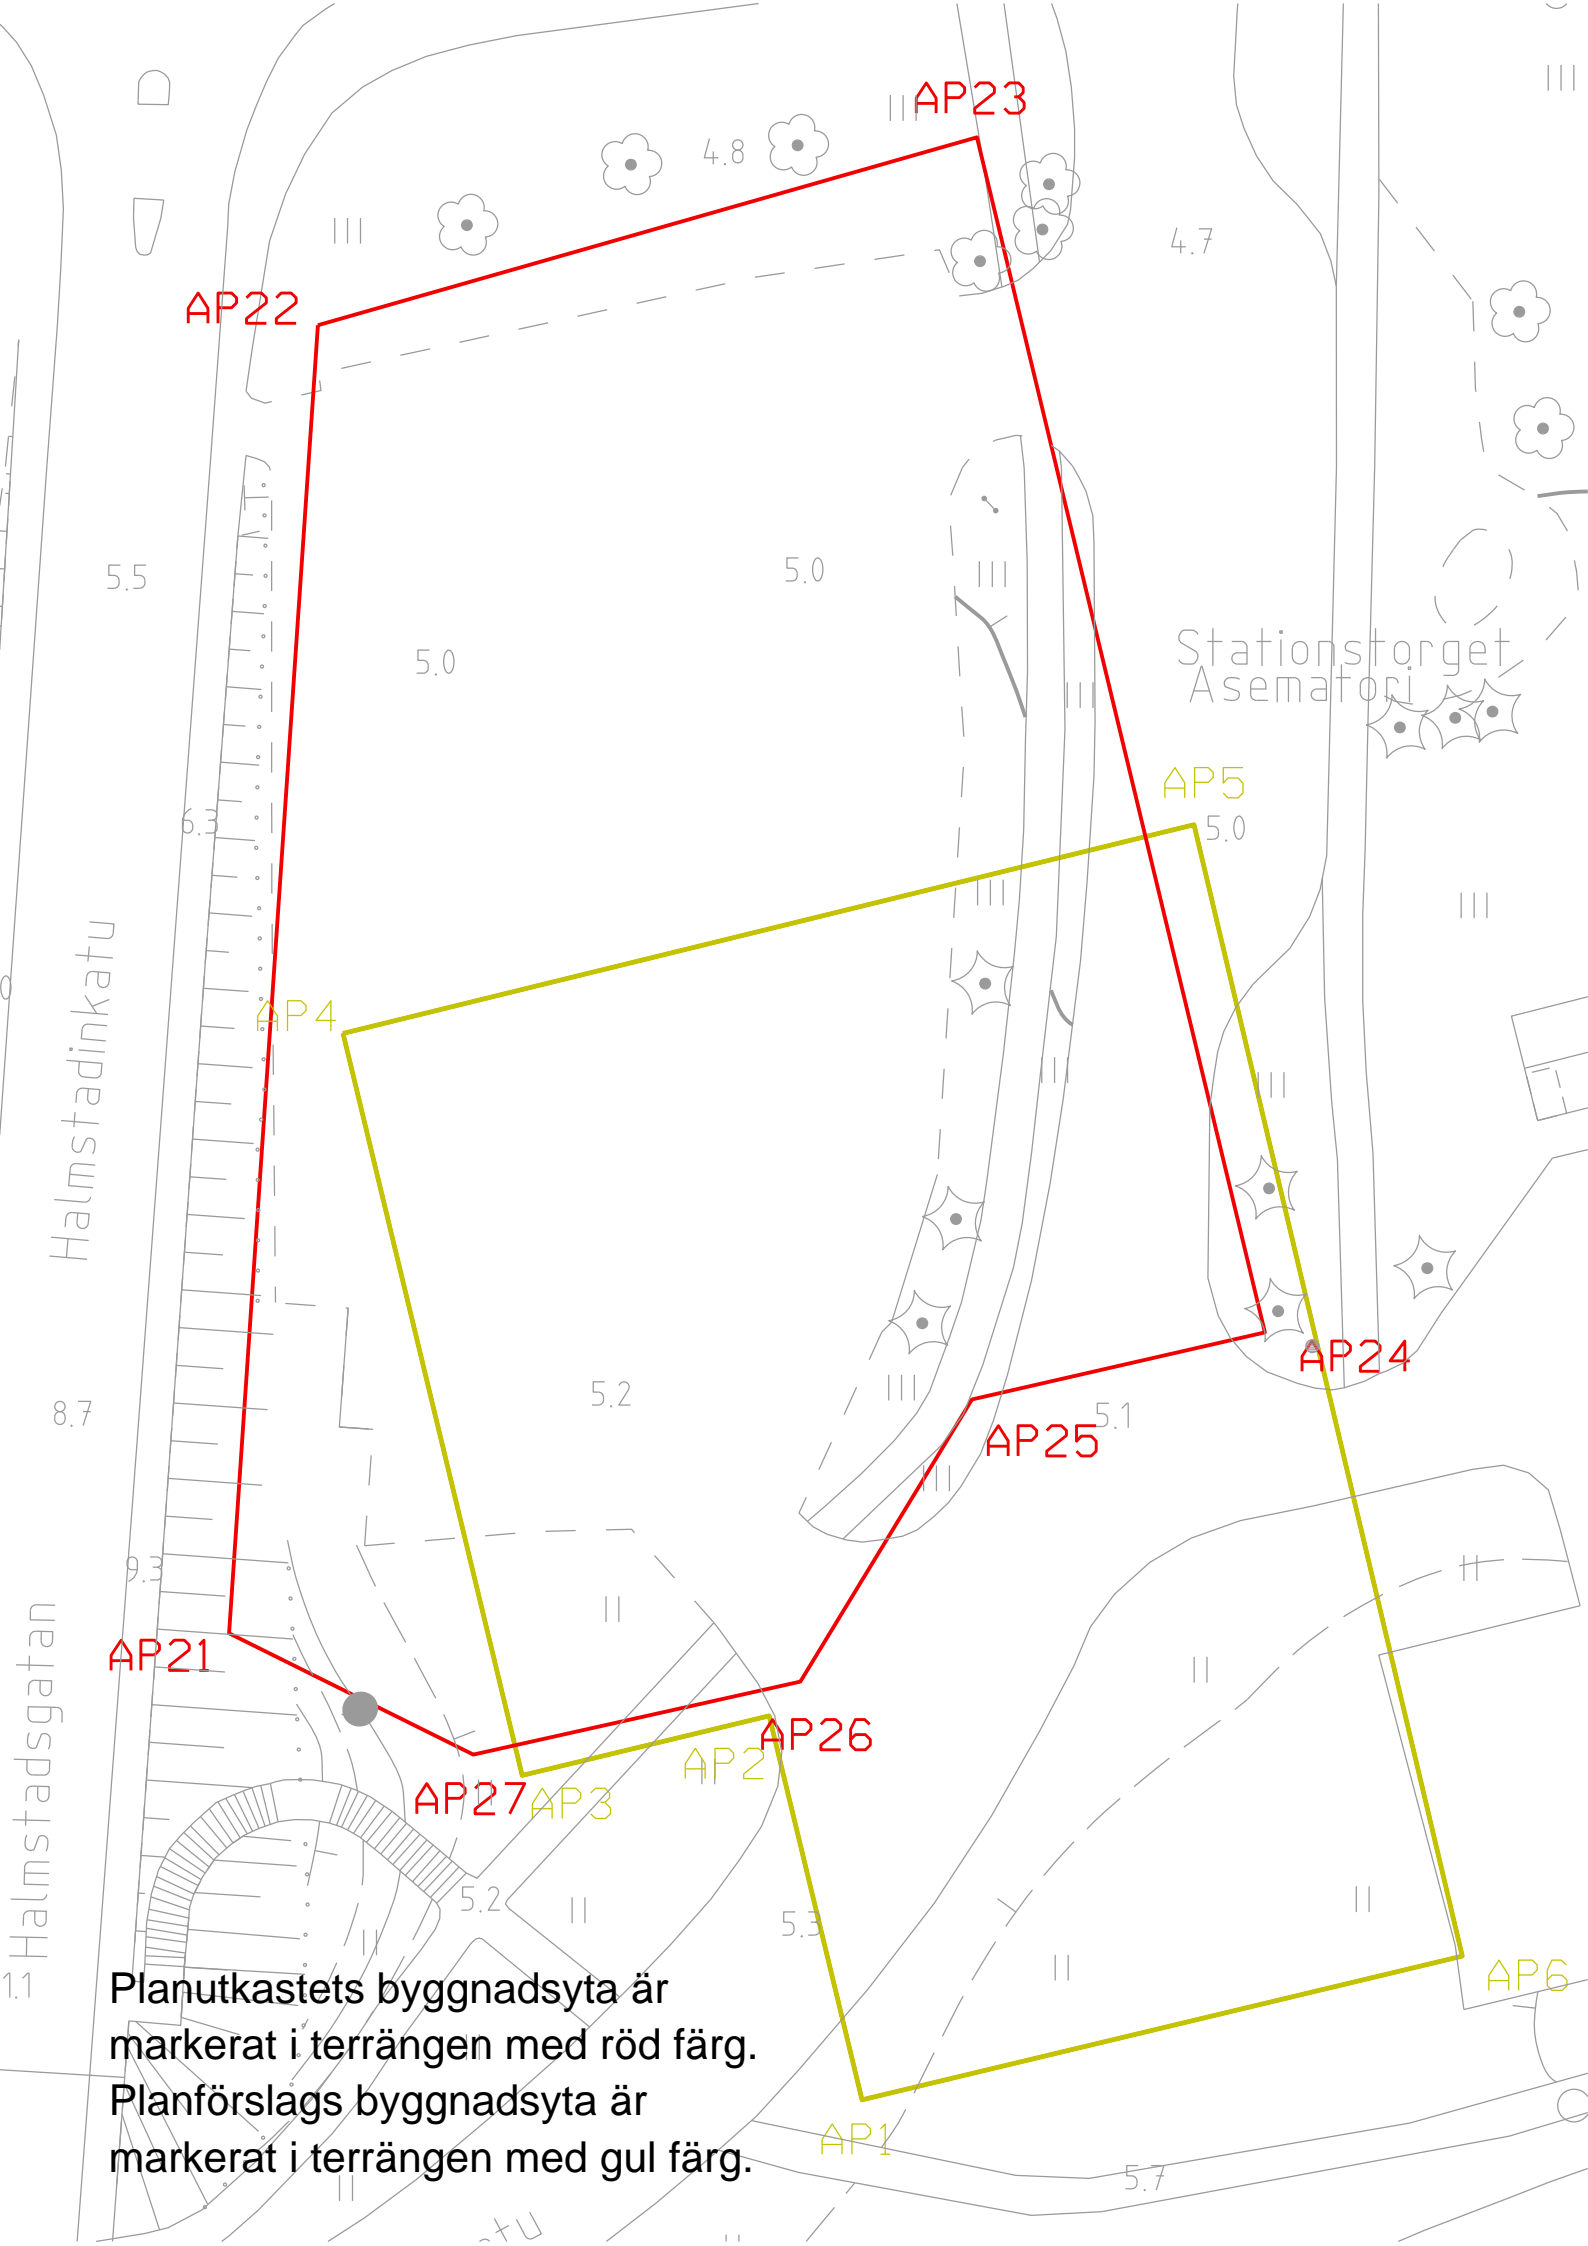 AP23
4.8
4.7
AP22
5.5
5.0
5.0
Stationstorget
Asematori
AP5
5.0
6.3
Halmstadinkatu
AP4
5.2
8.7
AP24
5.1
AP25
9.3
Halmstadsgatan
AP21
AP26
AP2
AP27
AP3
5.2
5.3
AP6
Planutkastets byggnadsyta är
markerat i terrängen med röd färg.
Planförslags byggnadsyta är
markerat i terrängen med gul färg.
AP1
5.7